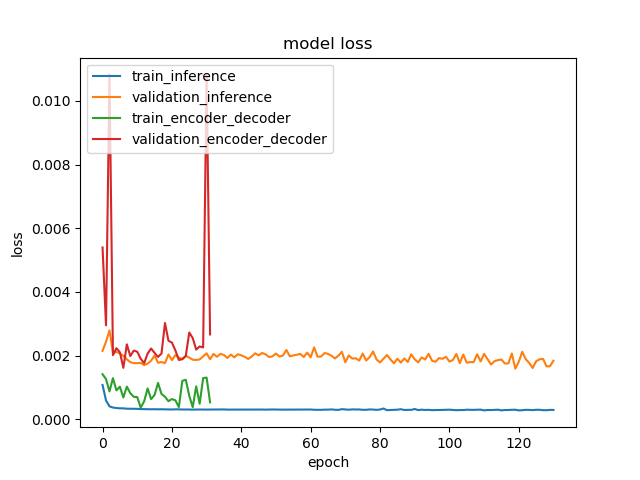 model loss
train_inference
validation_inference
train_encoder_decoder
validation_encoder_decoder
0.010
0.008
0.006
0.004
0.002
0.000
loss
0 20 40 60 80 100 120
epoch